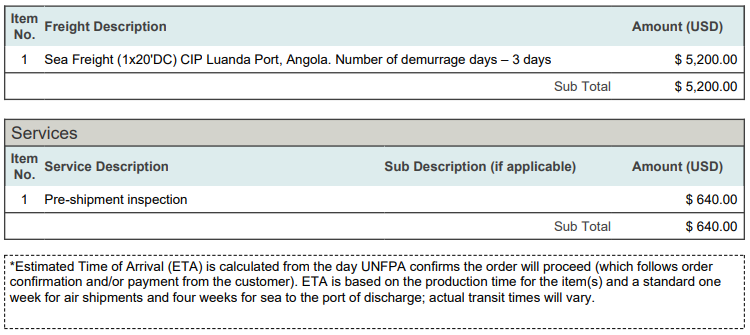 Item No. Freight Description Amount (USD)
1 Sea Freight (1x20'DC) CIP Luanda Port, Angola. Number of demurrage days – 3 days $ 5,200.00
Sub Total $ 5,200.00
Services
Item No. Service Description Sub Description (if applicable) Amount (USD)
1 Pre-shipment inspection $ 640.00
Sub Total $ 640.00
*Estimated Time of Arrival (ETA) is calculated from the day UNFPA confirms the order will proceed (which follows order
confirmation and/or payment from the customer). ETA is based on the production time for the item(s) and a standard one
week for air shipments and four weeks for sea to the port of discharge; actual transit times will vary.